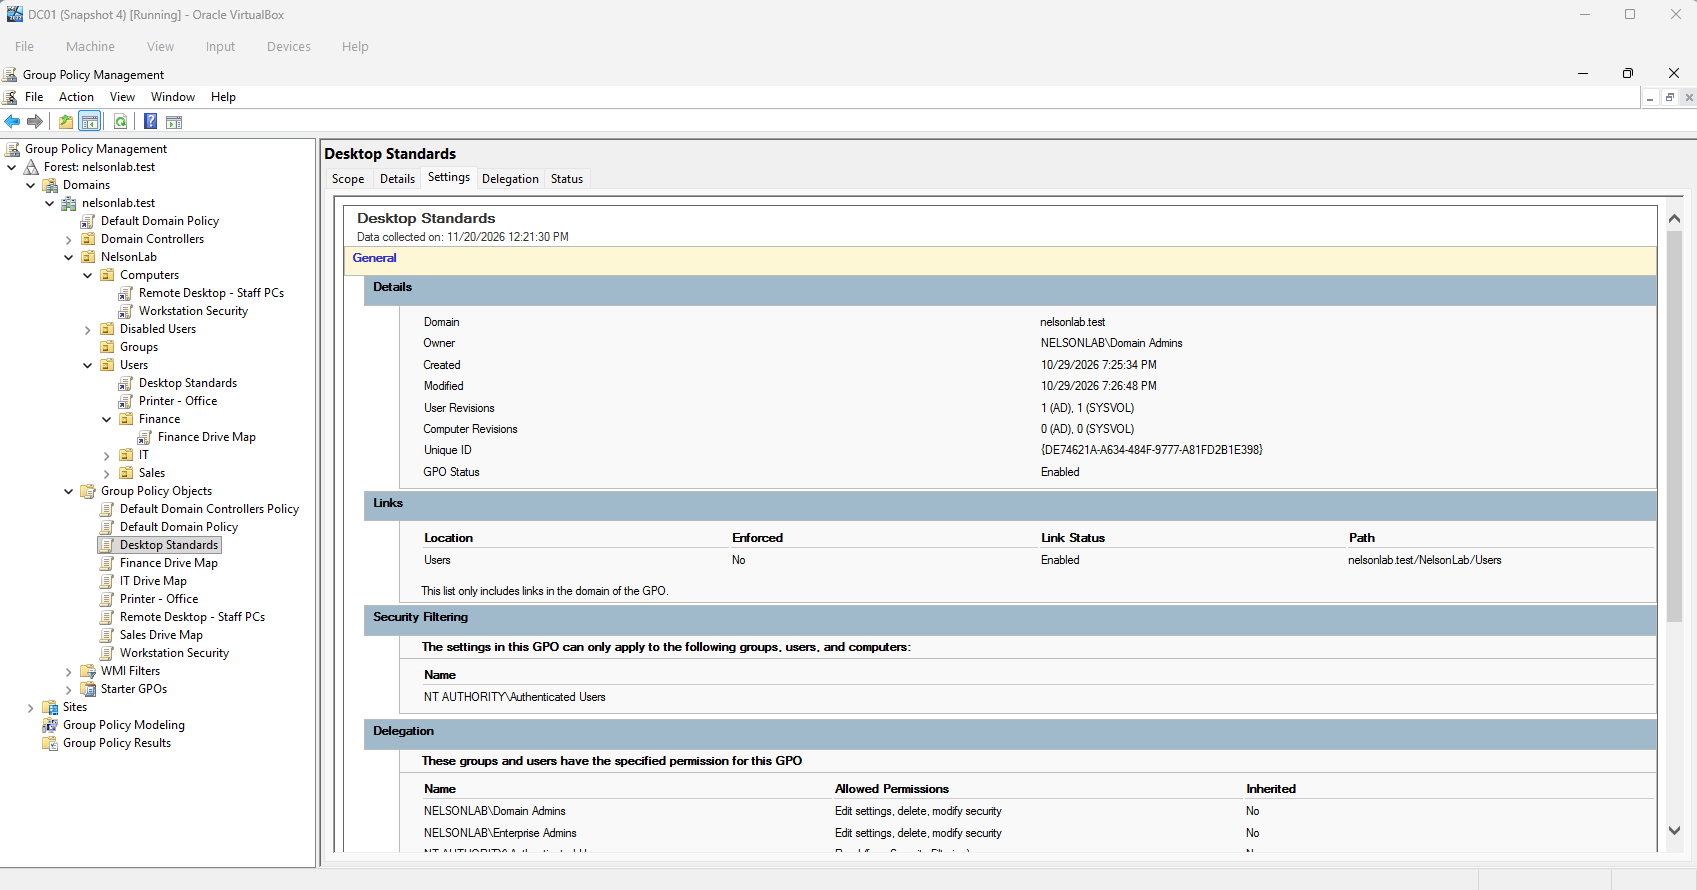 DC01 (Snapshot 4) [Running] - Oracle VirtualBox
File Machine View Input Devices Help
Group Policy Management
File Action View Window Help
Group Policy Management
Forest: nelsonlab.test
Domains
nelsonlab.test
Default Domain Policy
Domain Controllers
NelsonLab
Computers
Remote Desktop - Staff PCs
Workstation Security
Disabled Users
Groups
Users
Desktop Standards
Printer - Office
Finance
Finance Drive Map
IT
Sales
Group Policy Objects
Default Domain Controllers Policy
Default Domain Policy
Desktop Standards
Finance Drive Map
IT Drive Map
Printer - Office
Remote Desktop - Staff PCs
Sales Drive Map
Workstation Security
WMI Filters
Starter GPOs
Sites
Group Policy Modeling
Group Policy Results
Desktop Standards
Scope Details Settings Delegation Status
Desktop Standards
Data collected on: 11/20/2026 12:21:30 PM
General
Details
Domain nelsonlab.test
Owner NELSONLAB\Domain Admins
Created 10/29/2026 7:25:34 PM
Modified 10/29/2026 7:26:48 PM
User Revisions 1 (AD), 1 (SYSVOL)
Computer Revisions 0 (AD), 0 (SYSVOL)
Unique ID {DE74621A-A634-484F-9777-A81FD2B1E398}
GPO Status Enabled
Links
Location Enforced Link Status Path
Users No Enabled nelsonlab.test/NelsonLab/Users
This list only includes links in the domain of the GPO.
Security Filtering
The settings in this GPO can only apply to the following groups, users, and computers:
Name
NT AUTHORITY\Authenticated Users
Delegation
These groups and users have the specified permission for this GPO
Name Allowed Permissions Inherited
NELSONLAB\Domain Admins Edit settings, delete, modify security No
NELSONLAB\Enterprise Admins Edit settings, delete, modify security No